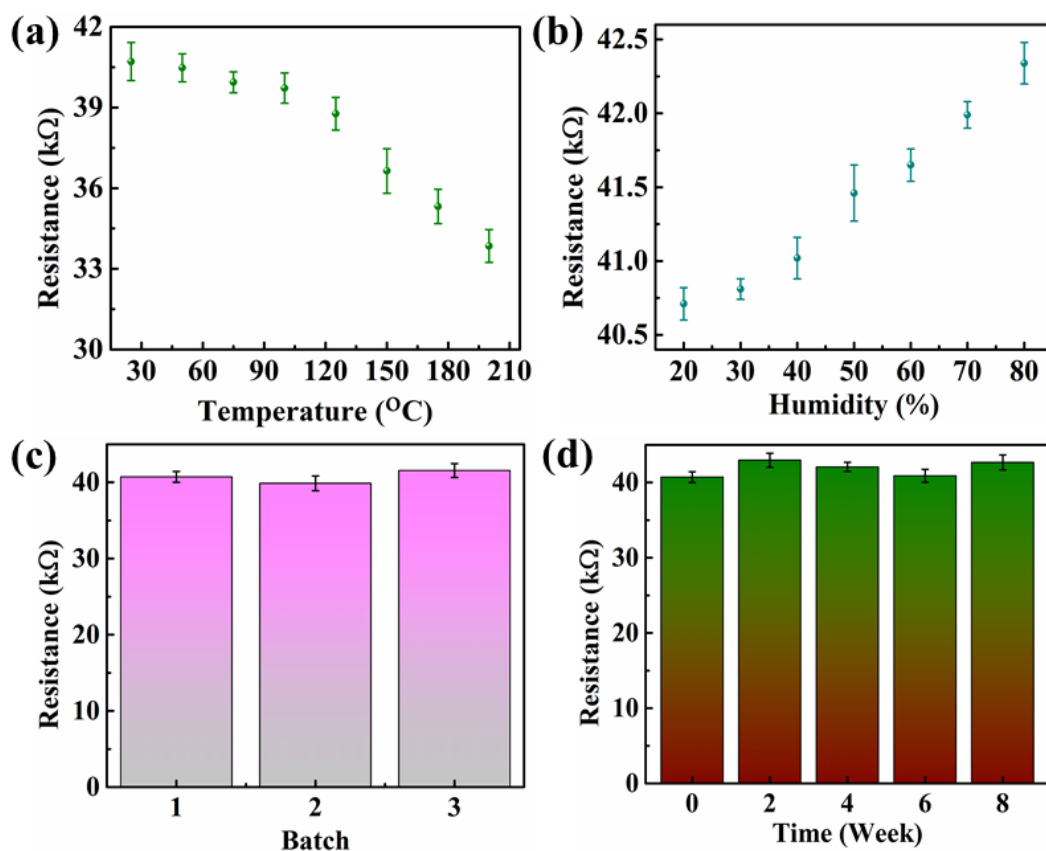 (a)
42
39
36
33
30
Resistance (kΩ)
30 60 90 120 150 180 210
Temperature (OC)
(b)
42.5
42.0
41.5
41.0
40.5
Resistance (kΩ)
20 30 40 50 60 70 80
Humidity (%)
(c)
40
30
20
10
0
Resistance (kΩ)
1 2 3
Batch
(d)
40
30
20
10
0
Resistance (kΩ)
0 2 4 6 8
Time (Week)